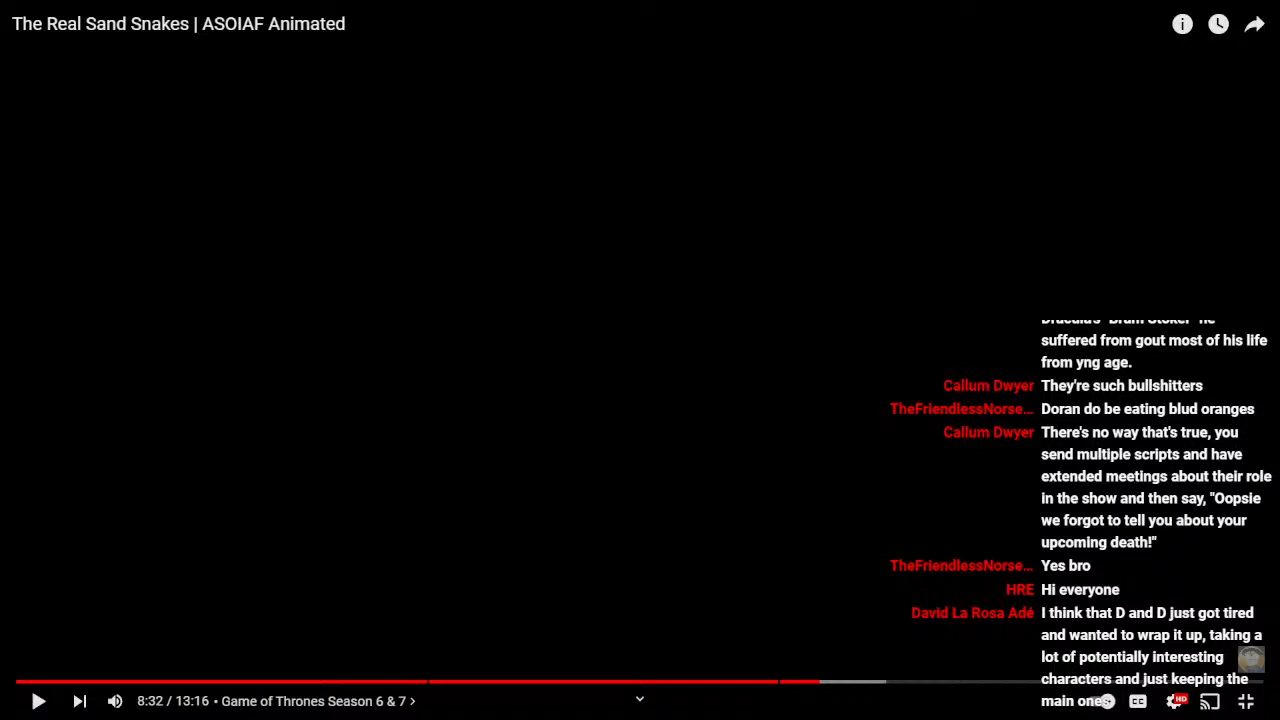 The Real Sand Snakes | ASOIAF Animated
suffered from gout most of his life
from yng age.
Callum Dwyer They're such bullshitters
TheFriendlessNorse... Doran do be eating blud oranges
Callum Dwyer There's no way that's true, you
send multiple scripts and have
extended meetings about their role
in the show and then say, "Oopsie
we forgot to tell you about your
upcoming death!"
TheFriendlessNorse... Yes bro
HRE Hi everyone
David La Rosa Adé I think that D and D just got tired
and wanted to wrap it up, taking a
lot of potentially interesting
characters and just keeping the
main ones
8:32 / 13:16 • Game of Thrones Season 6 & 7 >
CC
HD